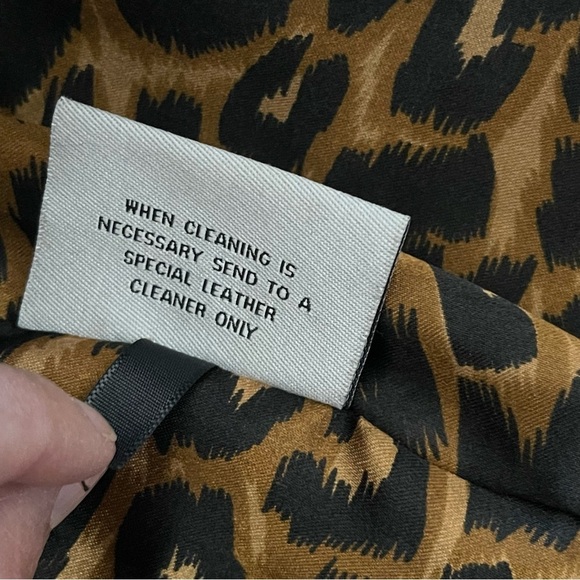 WHEN CLEANING IS
NECESSARY SEND TO A
SPECIAL LEATHER
CLEANER ONLY